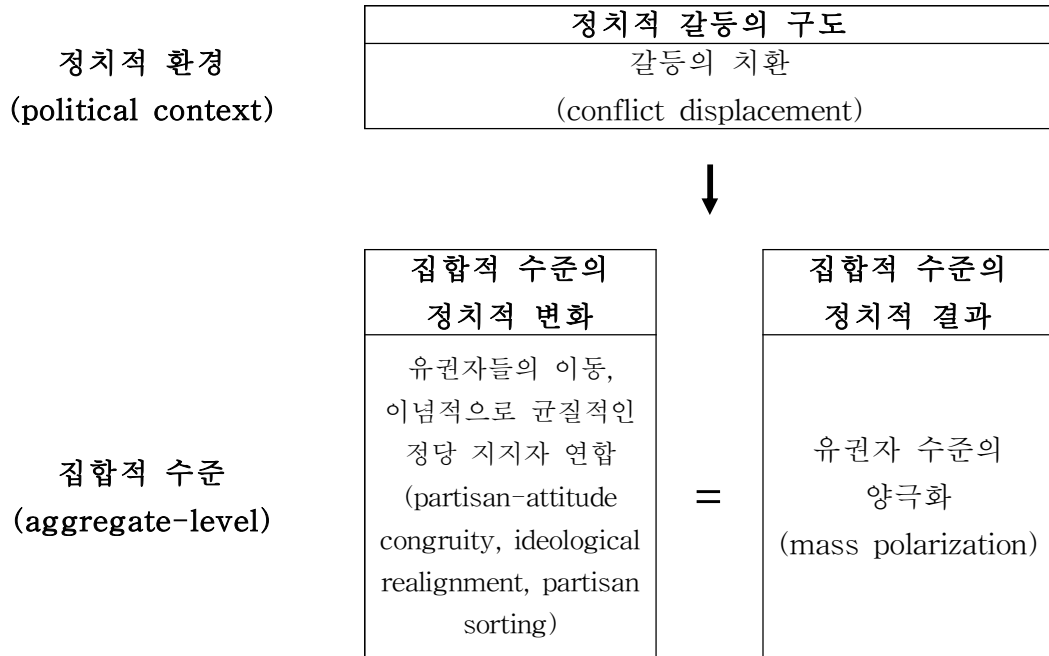 정치적 환경
(political context)
정치적 갈등의 구도
갈등의 치환
(conflict displacement)
집합적 수준
(aggregate-level)
집합적 수준의
정치적 변화
유권자들의 이동,
이념적으로 균질적인
정당 지지자 연합
(partisan-attitude
congruity, ideological
realignment, partisan
sorting)
=
집합적 수준의
정치적 결과
유권자 수준의
양극화
(mass polarization)